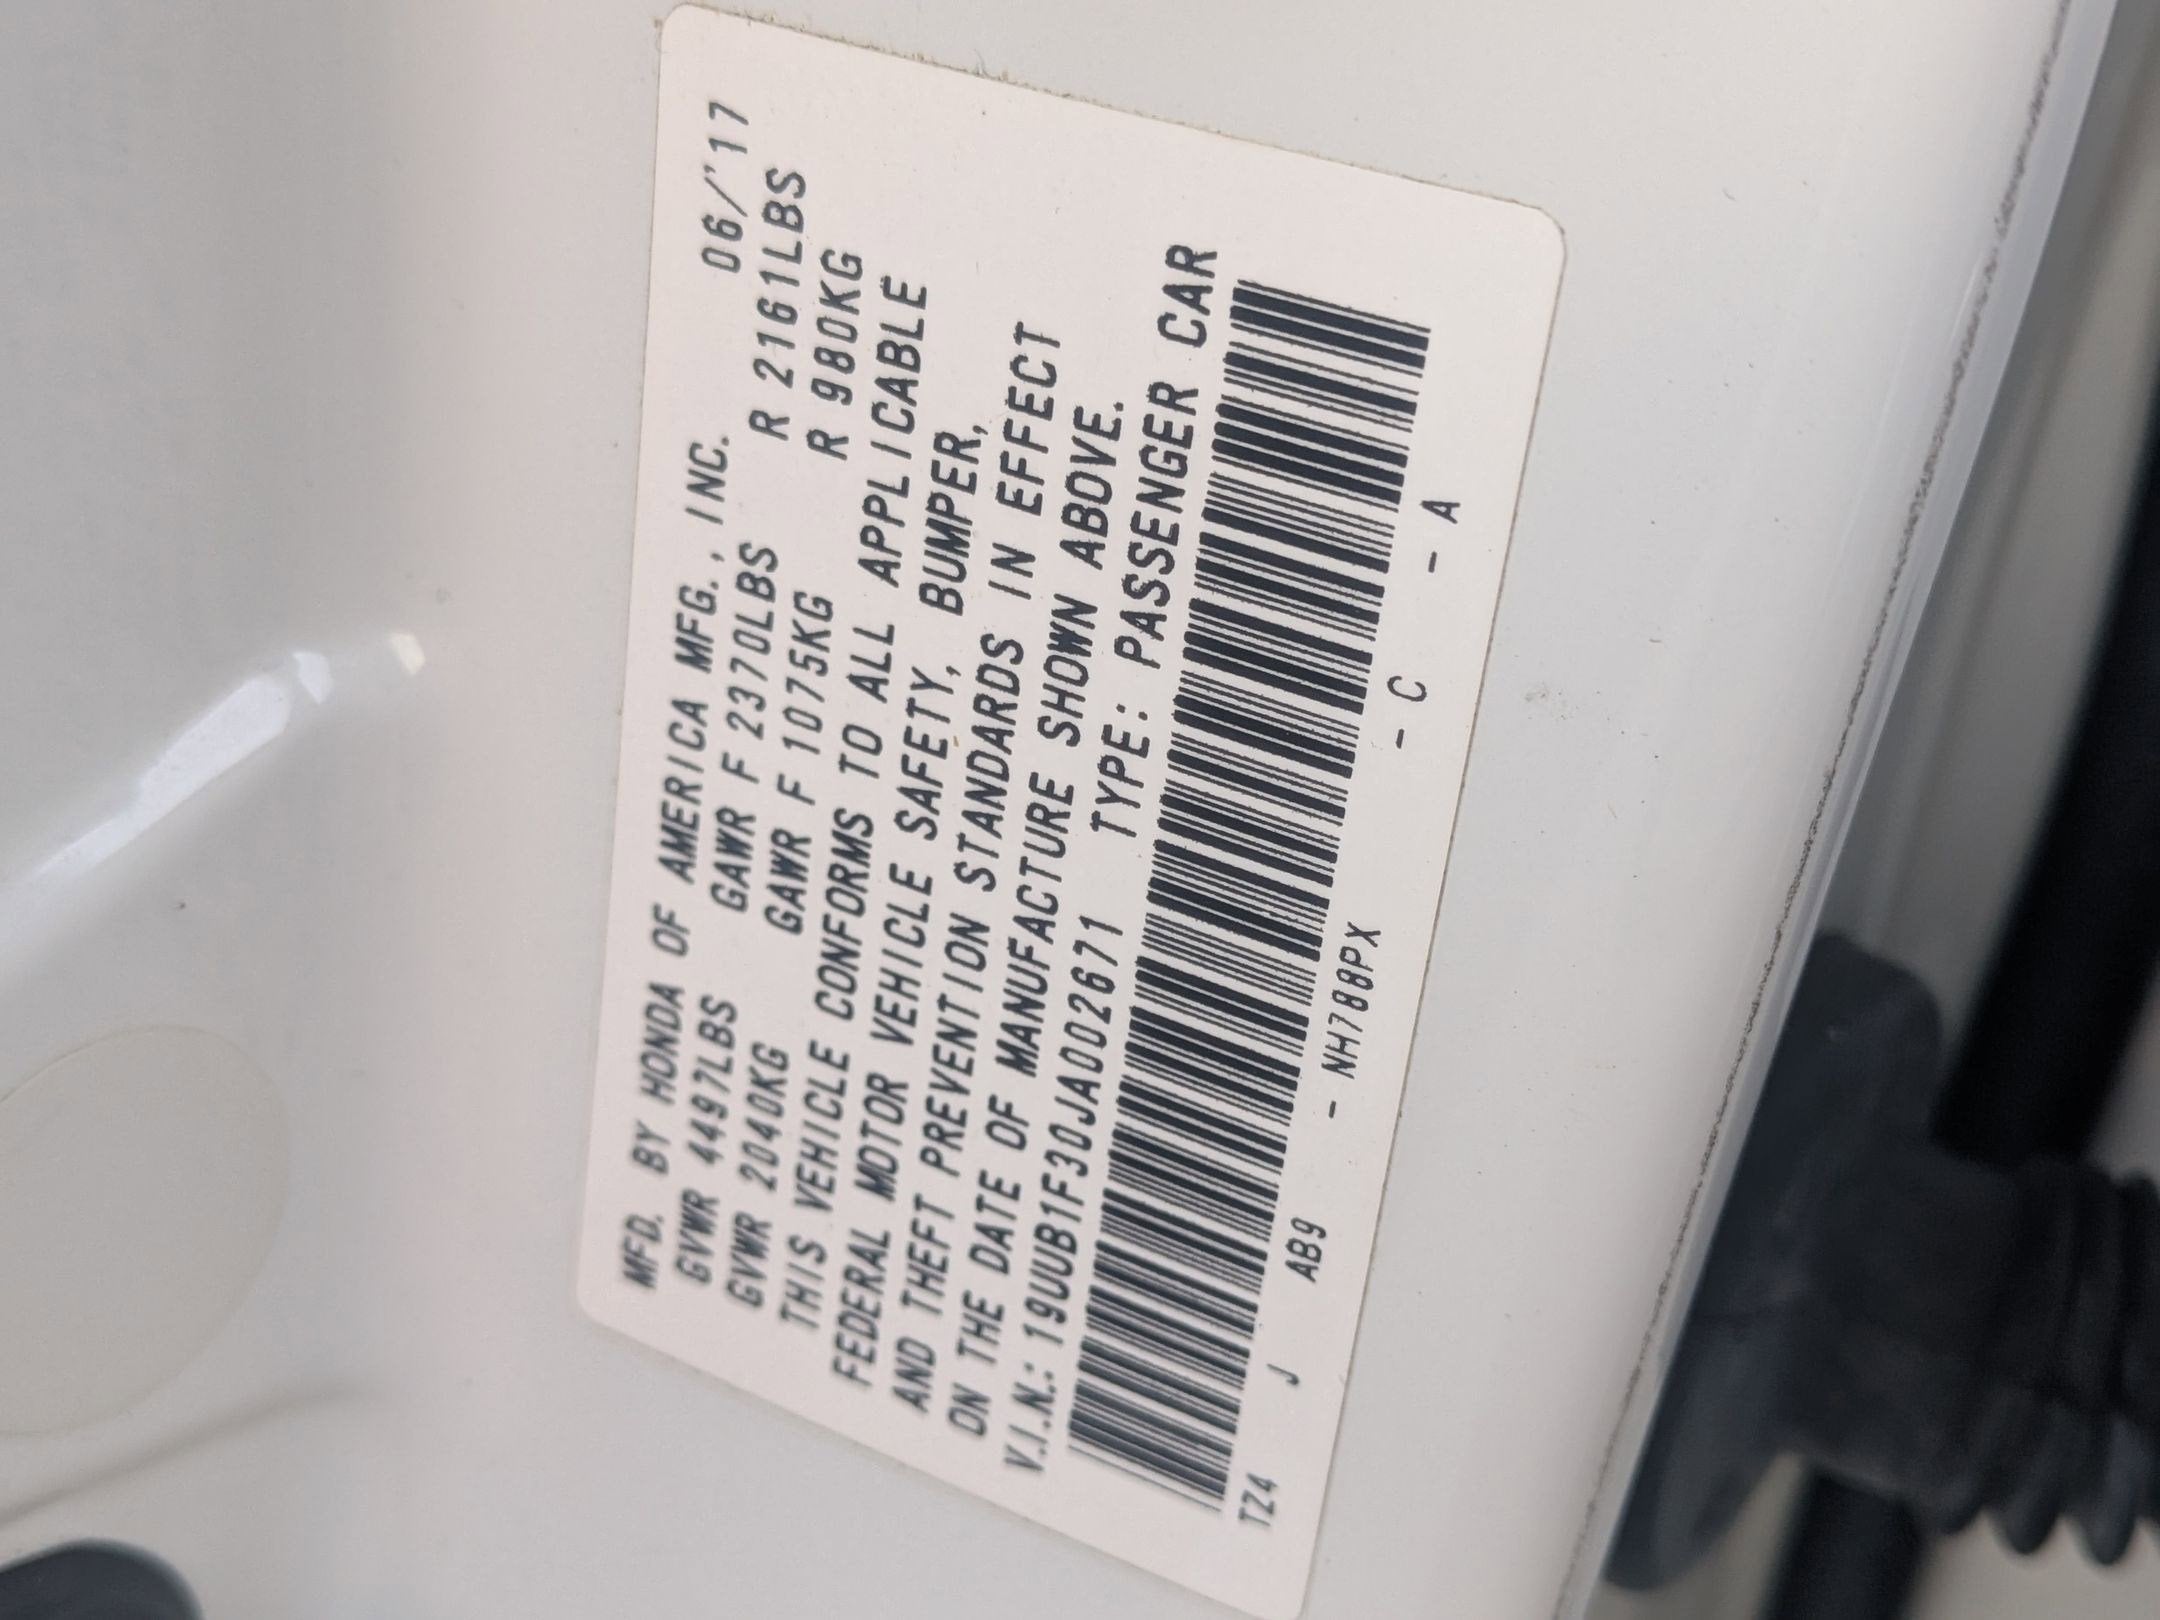 MFD. BY HONDA OF AMERICA MFG., INC. 06/'17
GVWR 4497LBS GAWR F 2370LBS R 2161LBS
GVWR 2040KG GAWR F 1075KG R 980KG
THIS VEHICLE CONFORMS TO ALL APPLICABLE
FEDERAL MOTOR VEHICLE SAFETY, BUMPER,
AND THEFT PREVENTION STANDARDS IN EFFECT
ON THE DATE OF MANUFACTURE SHOWN ABOVE.
V.I.N.: 19UUB1F30JA002671 TYPE: PASSENGER CAR
TZ4 J AB9 - NH788PX - C - A